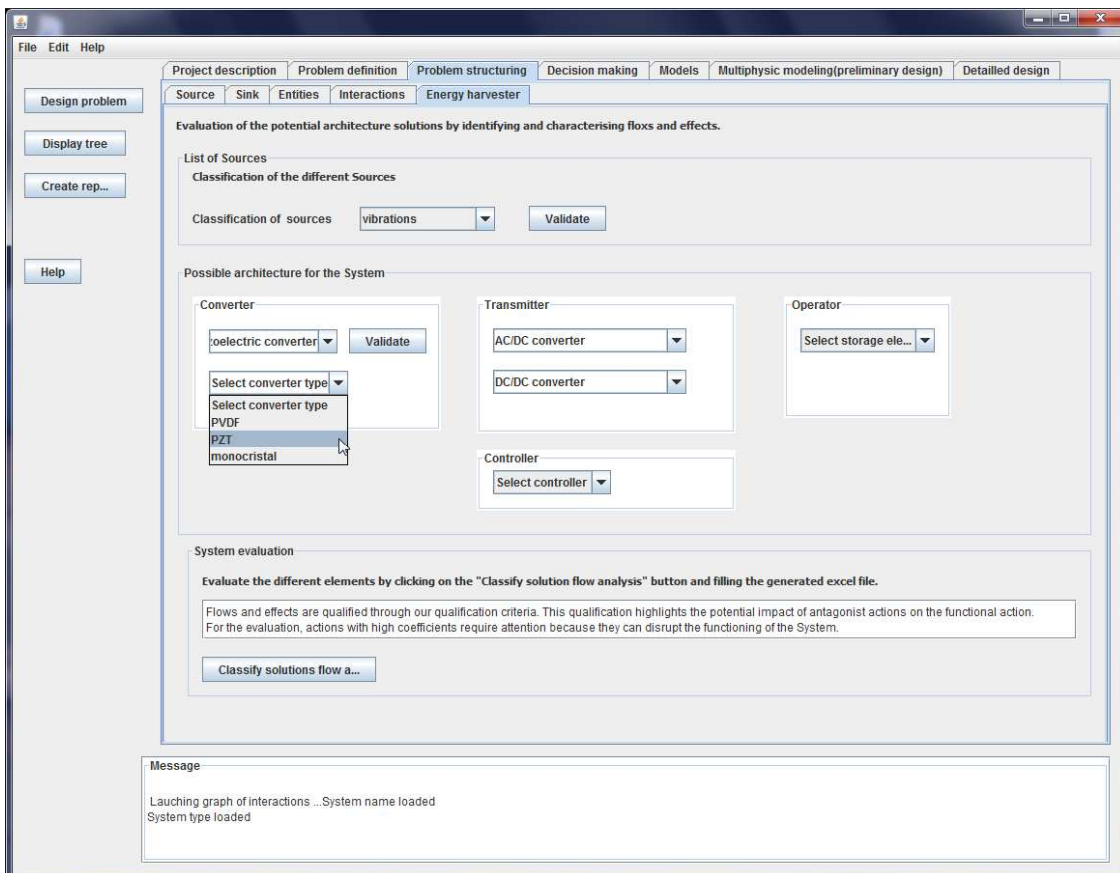 File Edit Help
Project description Problem definition Problem structuring Decision making Models Multiphysic modeling(preliminary design) Detailled design
Source Sink Entities Interactions Energy harvester
Design problem
Display tree
Create rep...
Help
Evaluation of the potential architecture solutions by identifying and characterising floxs and effects.
List of Sources
Classification of the different Sources
Classification of sources vibrations Validate
Possible architecture for the System
Converter
zoelectric converter Validate
Select converter type
Select converter type
PVDF
PZT
monocristal
Transmitter
AC/DC converter
DC/DC converter
Controller
Select controller
Operator
Select storage ele...
System evaluation
Evaluate the different elements by clicking on the "Classify solution flow analysis" button and filling the generated excel file.
Flows and effects are qualified through our qualification criteria. This qualification highlights the potential impact of antagonist actions on the functional action.
For the evaluation, actions with high coefficients require attention because they can disrupt the functioning of the System.
Classify solutions flow a...
Message
Lauching graph of interactions ...System name loaded
System type loaded